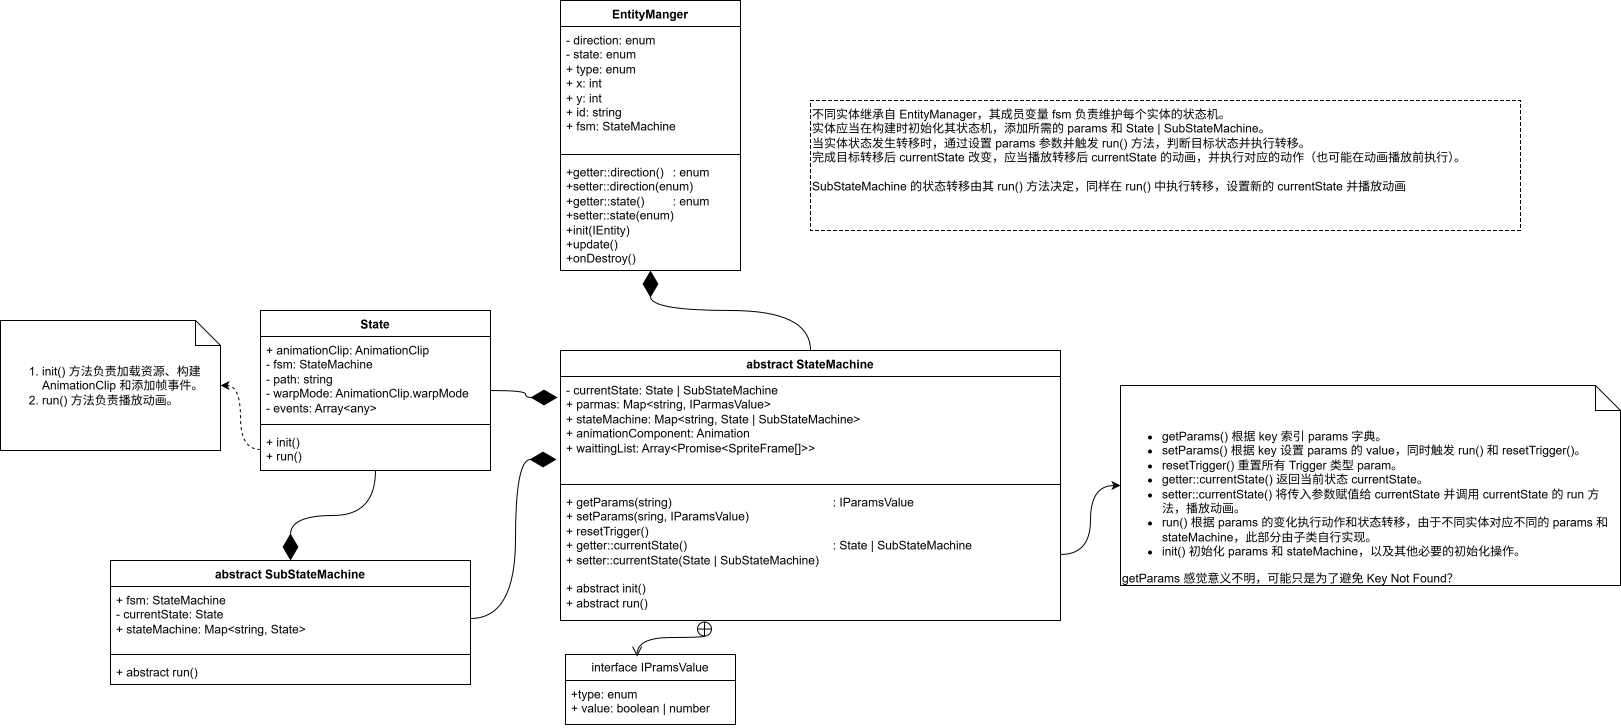 EntityManger
- direction: enum
- state: enum
+ type: enum
+ x: int
+ y: int
+ id: string
+ fsm: StateMachine
+getter::direction() : enum
+setter::direction(enum)
+getter::state() : enum
+setter::state(enum)
+init(IEntity)
+update()
+onDestroy()
不同实体继承自 EntityManager，其成员变量 fsm 负责维护每个实体的状态机。
实体应当在构建时初始化其状态机，添加所需的 params 和 State | SubStateMachine。
当实体状态发生转移时，通过设置 params 参数并触发 run() 方法，判断目标状态并执行转移。
完成目标转移后 currentState 改变，应当播放转移后 currentState 的动画，并执行对应的动作（也可能在动画播放前执行）。
SubStateMachine 的状态转移由其 run() 方法决定，同样在 run() 中执行转移，设置新的 currentState 并播放动画
1. init() 方法负责加载资源、构建
AnimationClip 和添加帧事件。
2. run() 方法负责播放动画。
State
+ animationClip: AnimationClip
- fsm: StateMachine
- path: string
- warpMode: AnimationClip.warpMode
- events: Array<any>
+ init()
+ run()
abstract StateMachine
- currentState: State | SubStateMachine
+ parmas: Map<string, IParmasValue>
+ stateMachine: Map<string, State | SubStateMachine>
+ animationComponent: Animation
+ waittingList: Array<Promise<SpriteFrame[]>>
+ getParams(string) : IParamsValue
+ setParams(sring, IParamsValue)
+ resetTrigger()
+ getter::currentState() : State | SubStateMachine
+ setter::currentState(State | SubStateMachine)
+ abstract init()
+ abstract run()
• getParams() 根据 key 索引 params 字典。
• setParams() 根据 key 设置 params 的 value，同时触发 run() 和 resetTrigger()。
• resetTrigger() 重置所有 Trigger 类型 param。
• getter::currentState() 返回当前状态 currentState。
• setter::currentState() 将传入参数赋值给 currentState 并调用 currentState 的 run 方
法，播放动画。
• run() 根据 params 的变化执行动作和状态转移，由于不同实体对应不同的 params 和
stateMachine，此部分由子类自行实现。
• init() 初始化 params 和 stateMachine，以及其他必要的初始化操作。
getParams 感觉意义不明，可能只是为了避免 Key Not Found？
abstract SubStateMachine
+ fsm: StateMachine
- currentState: State
+ stateMachine: Map<string, State>
+ abstract run()
interface IPramsValue
+type: enum
+ value: boolean | number